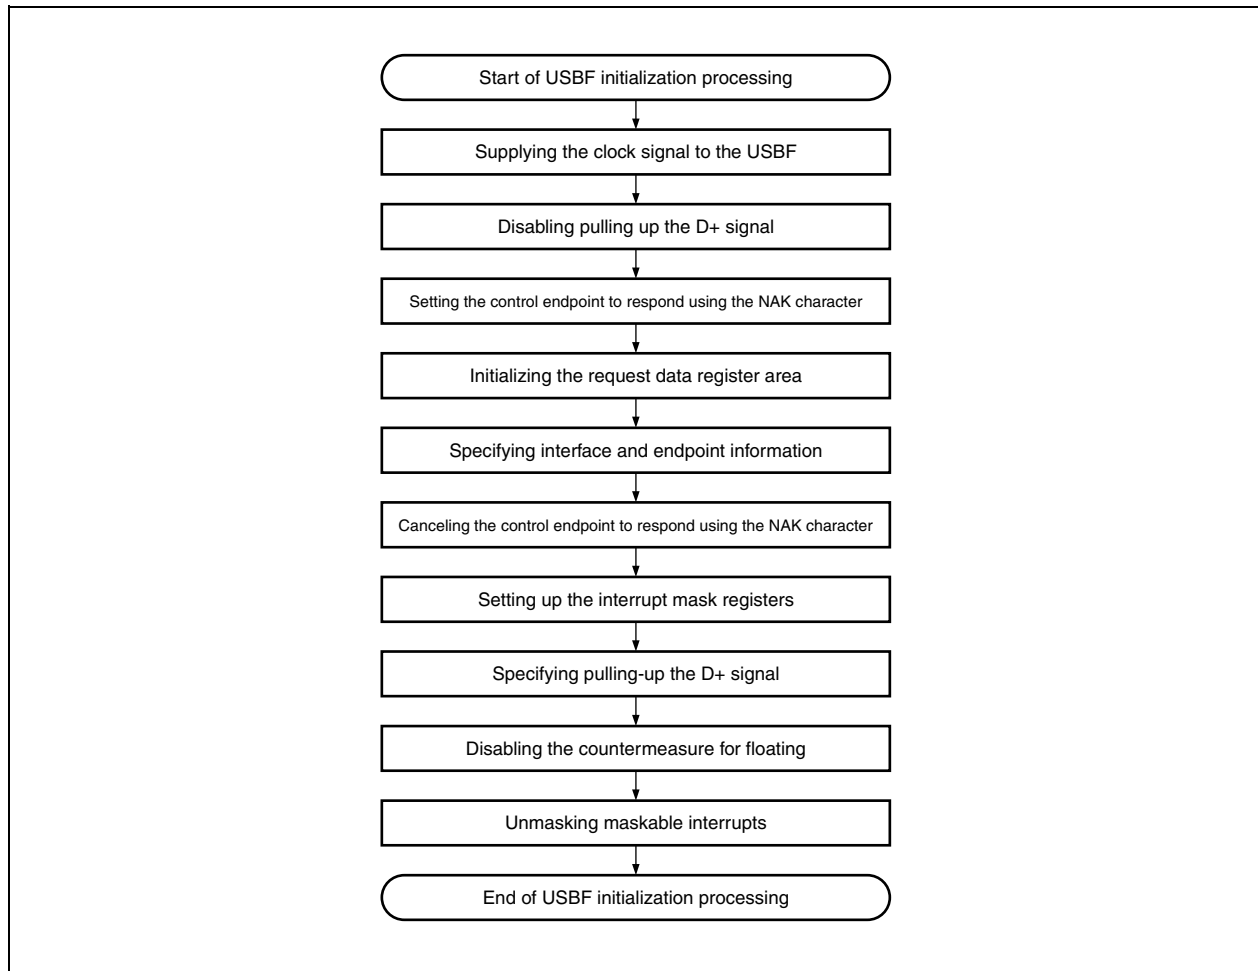 Start of USBF initialization processing
Supplying the clock signal to the USBF
Disabling pulling up the D+ signal
Setting the control endpoint to respond using the NAK character
Initializing the request data register area
Specifying interface and endpoint information
Canceling the control endpoint to respond using the NAK character
Setting up the interrupt mask registers
Specifying pulling-up the D+ signal
Disabling the countermeasure for floating
Unmasking maskable interrupts
End of USBF initialization processing